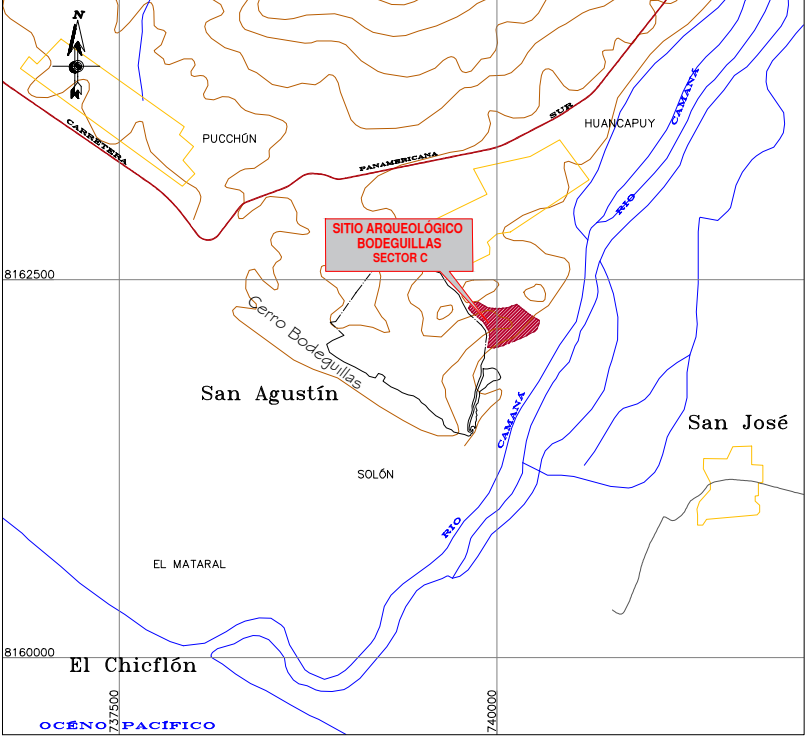 N
CAMANÁ
CARRETERA
PUCCHÚN
PANAMERICANA
SUR
HUANCAPUY
RIO
SITIO ARQUEOLÓGICO
BODEGUILLAS
SECTOR C
8162500
Cerro Bodeguillas
San Agustín
CAMANÁ
San José
SOLÓN
RIO
EL MATARAL
8160000
El Chicflón
737500
740000
OCÉNO PACÍFICO